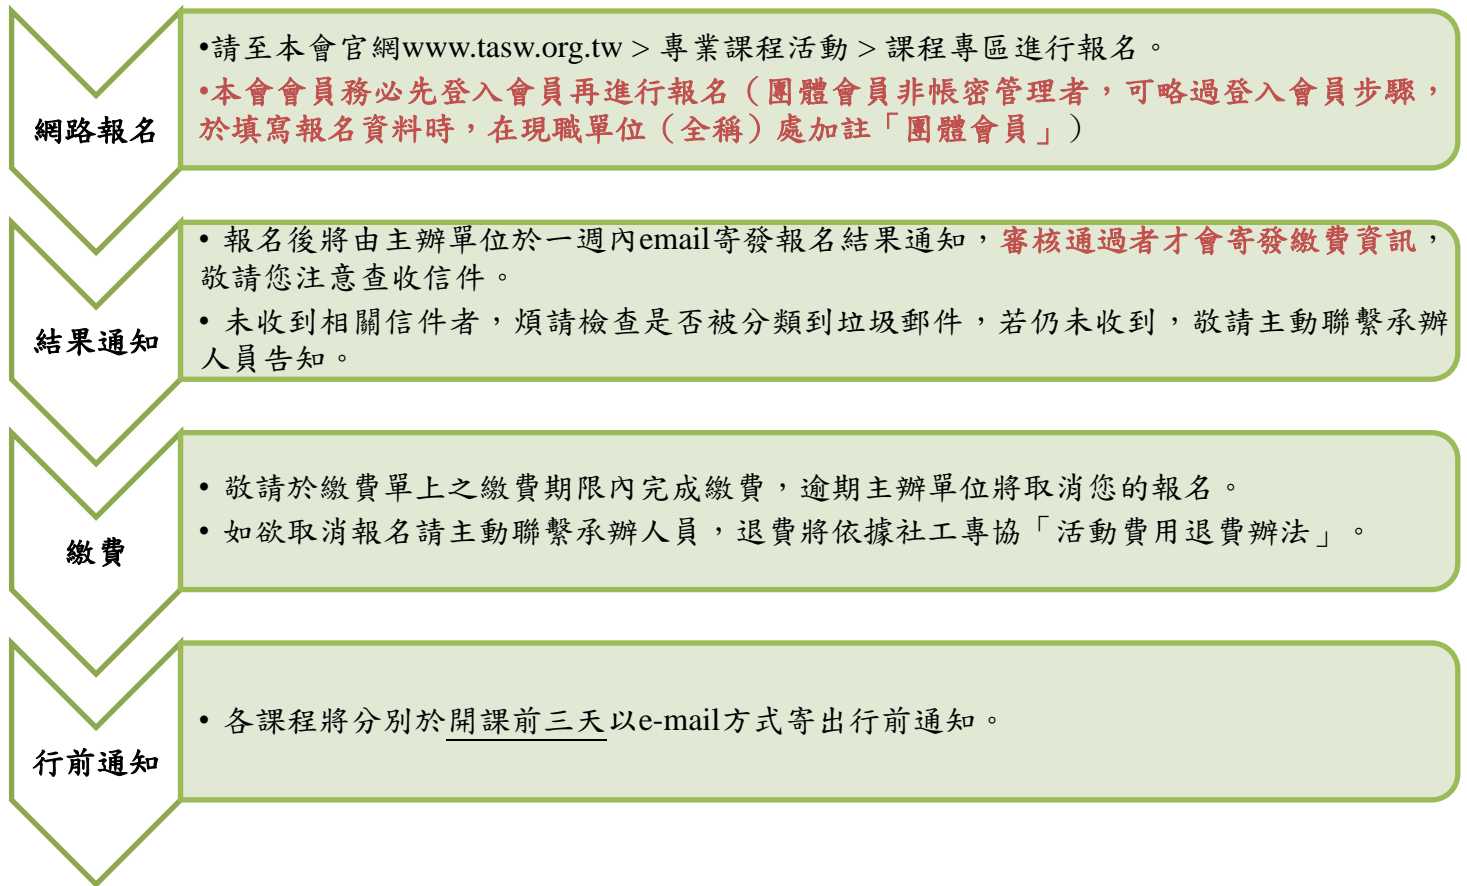 網路報名
•請至本會官網www.tasw.org.tw > 專業課程活動 > 課程專區進行報名。
•本會會員務必先登入會員再進行報名（團體會員非帳密管理者，可略過登入會員步驟，
於填寫報名資料時，在現職單位（全稱）處加註「團體會員」）
結果通知
• 報名後將由主辦單位於一週內email寄發報名結果通知，審核通過者才會寄發繳費資訊，
敬請您注意查收信件。
• 未收到相關信件者，煩請檢查是否被分類到垃圾郵件，若仍未收到，敬請主動聯繫承辦
人員告知。
繳費
• 敬請於繳費單上之繳費期限內完成繳費，逾期主辦單位將取消您的報名。
• 如欲取消報名請主動聯繫承辦人員，退費將依據社工專協「活動費用退費辦法」。
行前通知
• 各課程將分別於開課前三天以e-mail方式寄出行前通知。